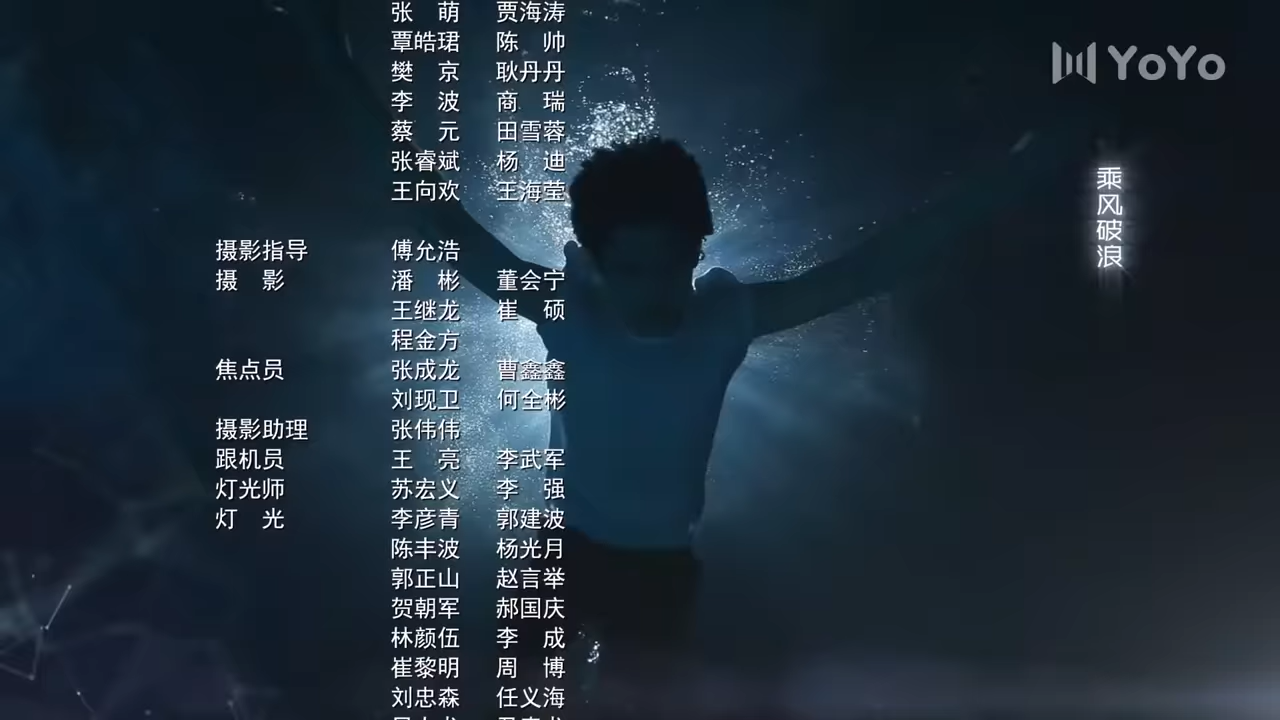 张 萌 贾海涛
覃皓珺 陈 帅
樊 京 耿丹丹
李 波 商 瑞
蔡 元 田雪蓉
张睿斌 杨 迪
王向欢 王海莹
摄影指导 傅允浩
摄 影 潘 彬 董会宁
王继龙 崔 硕
程金方
焦点员 张成龙 曹鑫鑫
刘现卫 何全彬
摄影助理 张伟伟
跟机员 王 亮 李武军
灯光师 苏宏义 李 强
灯 光 李彦青 郭建波
陈丰波 杨光月
郭正山 赵言举
贺朝军 郝国庆
林颜伍 李 成
崔黎明 周 博
刘忠森 任义海
YoYo
乘风破浪